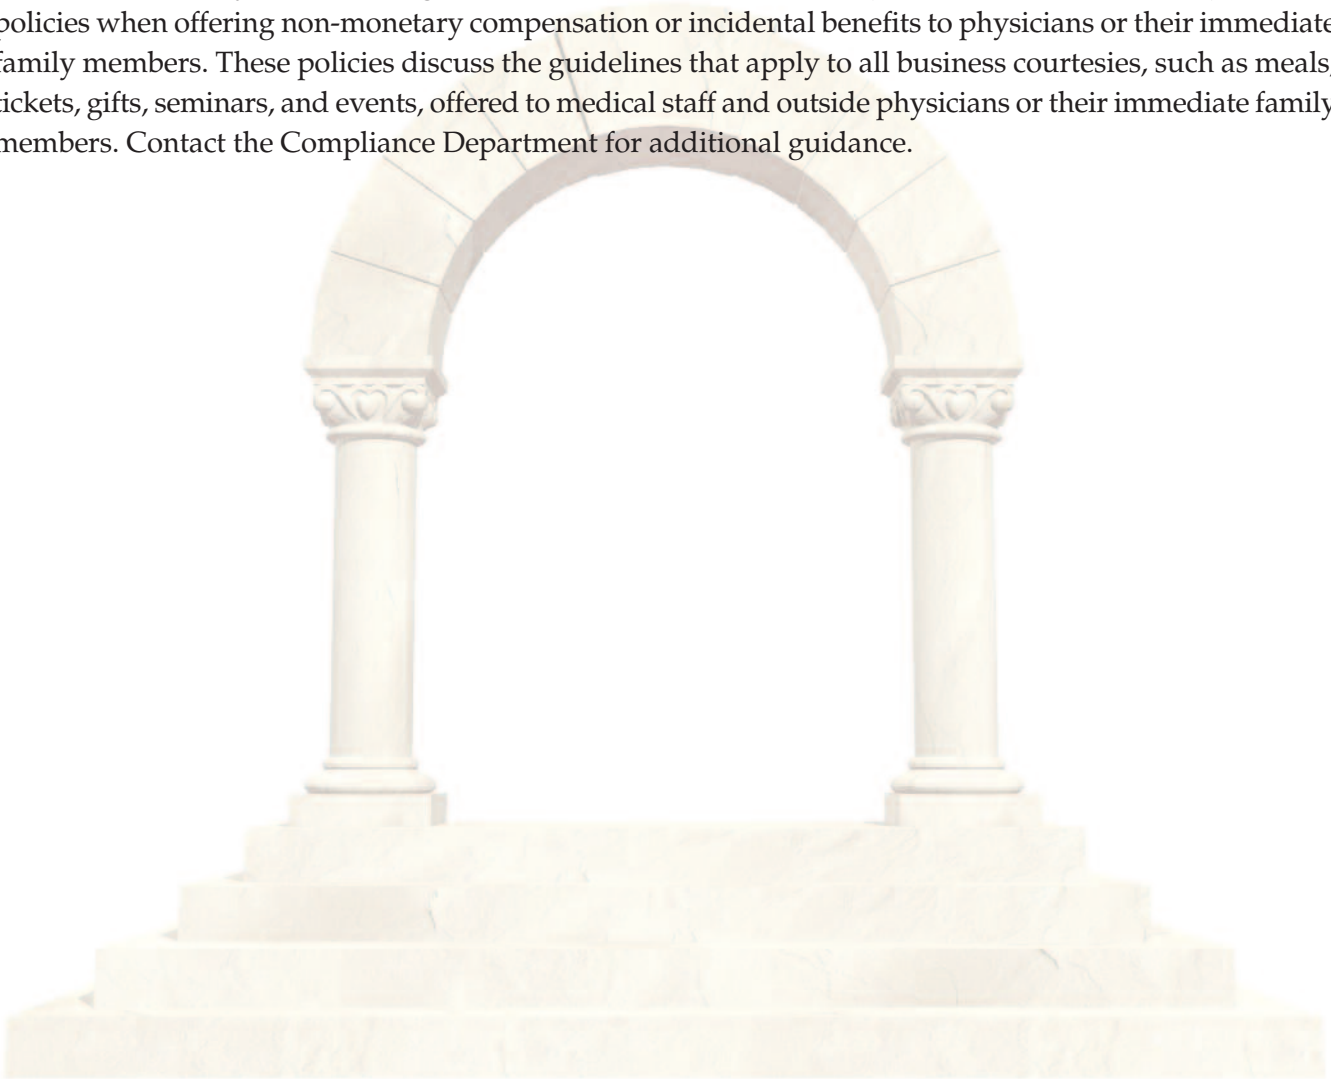 policies when offering non-monetary compensation or incidental benefits to physicians or their immediate
family members. These policies discuss the guidelines that apply to all business courtesies, such as meals,
tickets, gifts, seminars, and events, offered to medical staff and outside physicians or their immediate family
members. Contact the Compliance Department for additional guidance.